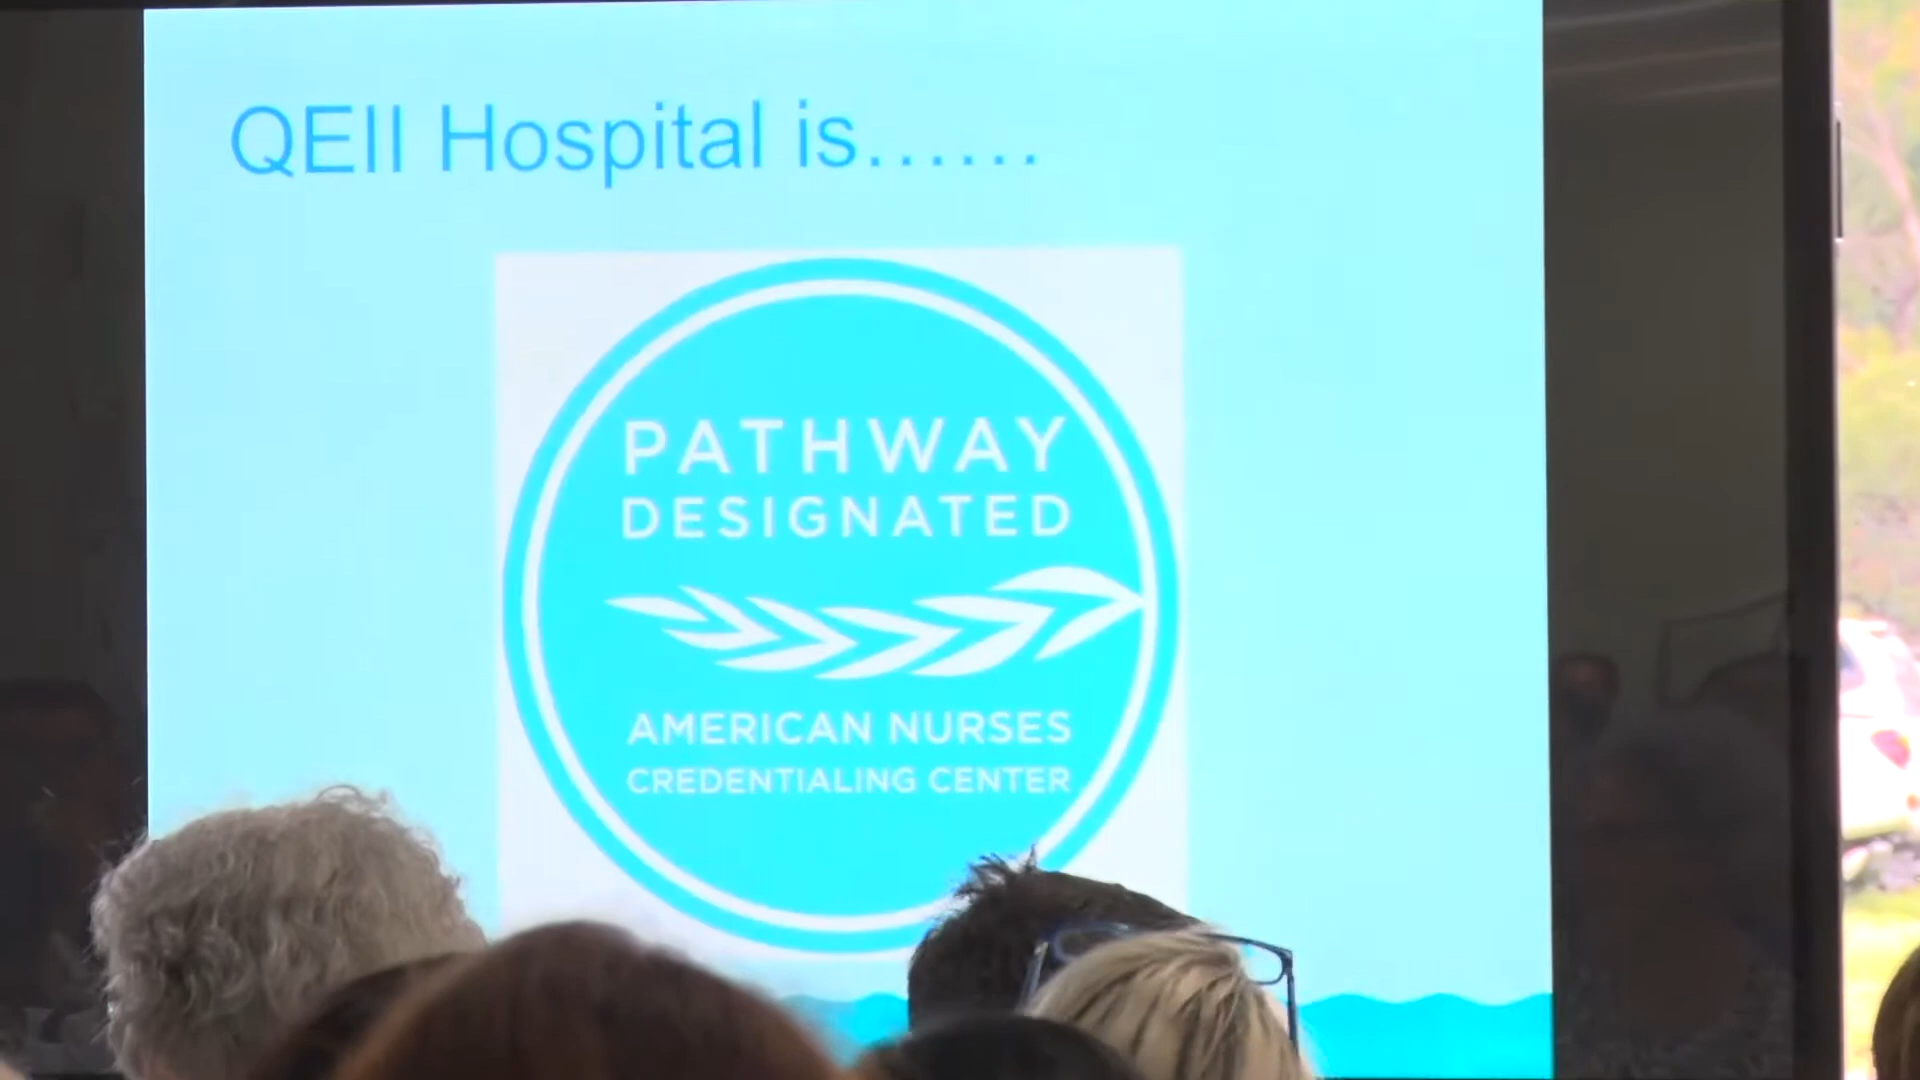 QEII Hospital is......
PATHWAY
DESIGNATED
AMERICAN NURSES
CREDENTIALING CENTER